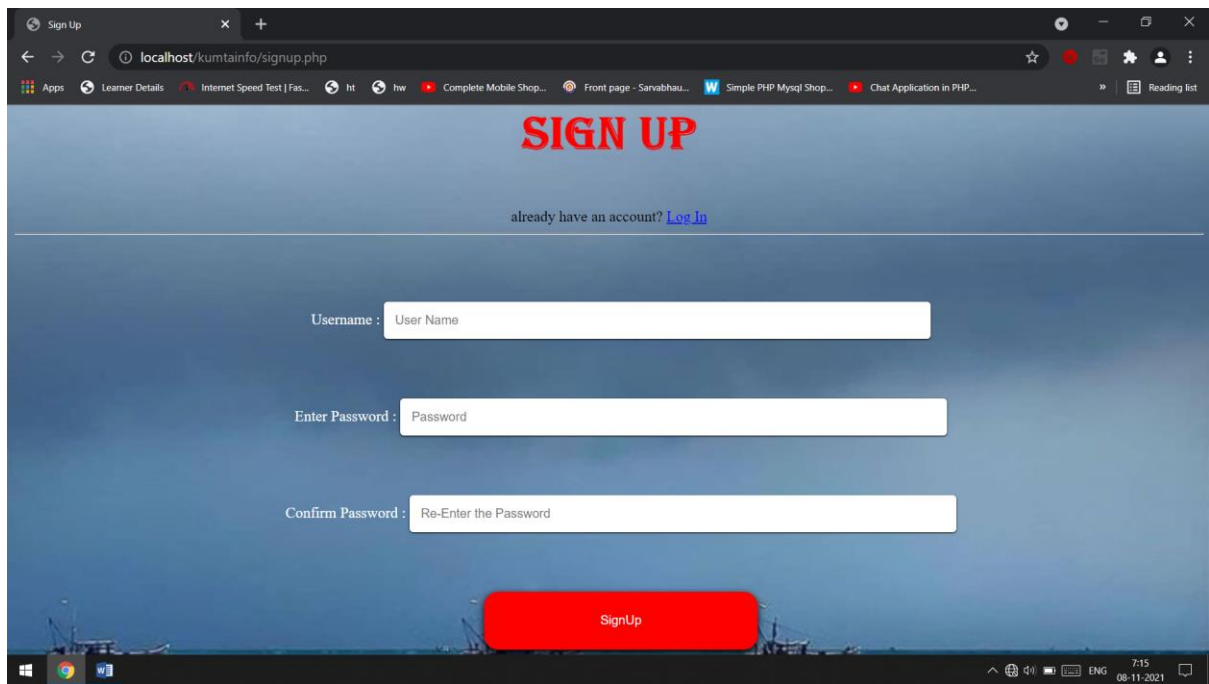 Sign Up
localhost/kumtainfo/signup.php
Apps Learner Details Internet Speed Test | Fas... ht hw Complete Mobile Shop... Front page - Sarvabhau... Simple PHP Mysql Shop... Chat Application in PHP... » Reading list
SIGN UP
already have an account? Log In
Username : User Name
Enter Password : Password
Confirm Password : Re-Enter the Password
SignUp
ENG 7:15
08-11-2021